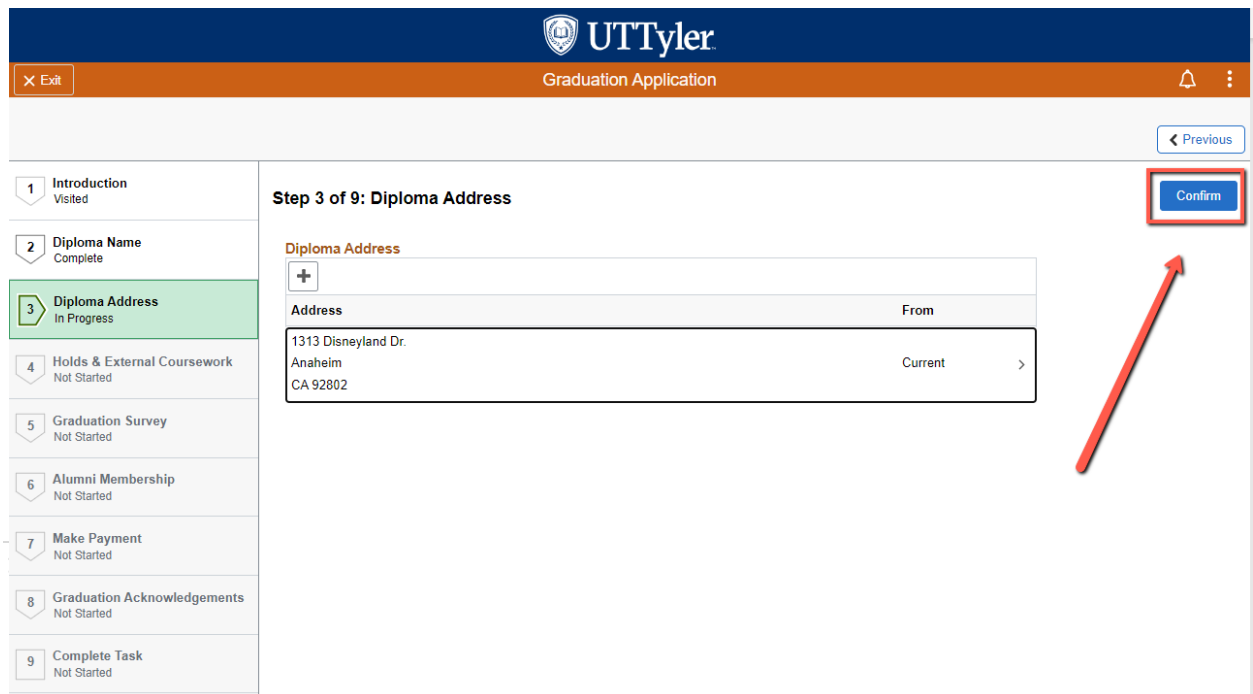 UTTyler
Exit
Graduation Application
Previous
1
Introduction
Visited
2
Diploma Name
Complete
3
Diploma Address
In Progress
4
Holds & External Coursework
Not Started
5
Graduation Survey
Not Started
6
Alumni Membership
Not Started
7
Make Payment
Not Started
8
Graduation Acknowledgements
Not Started
9
Complete Task
Not Started
Step 3 of 9: Diploma Address
Confirm
Diploma Address
Address From
1313 Disneyland Dr.
Anaheim Current
CA 92802